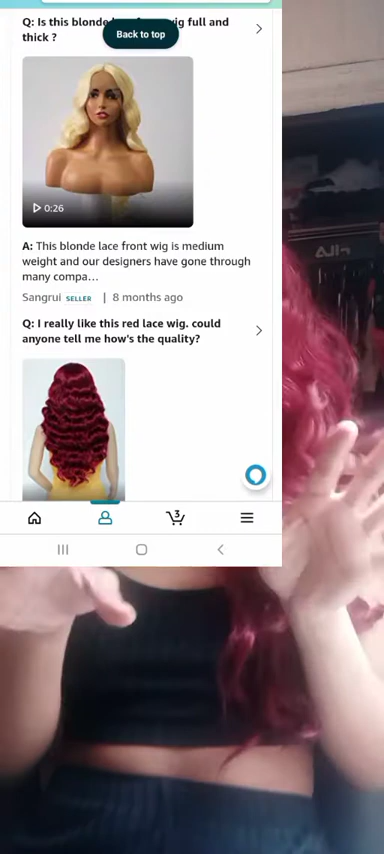 Q: Is this blonde wig full and
thick ?
Back to top
0:26
A: This blonde lace front wig is medium
weight and our designers have gone through
many compa...
Sangrui SELLER | 8 months ago
Q: I really like this red lace wig. could
anyone tell me how's the quality?
3